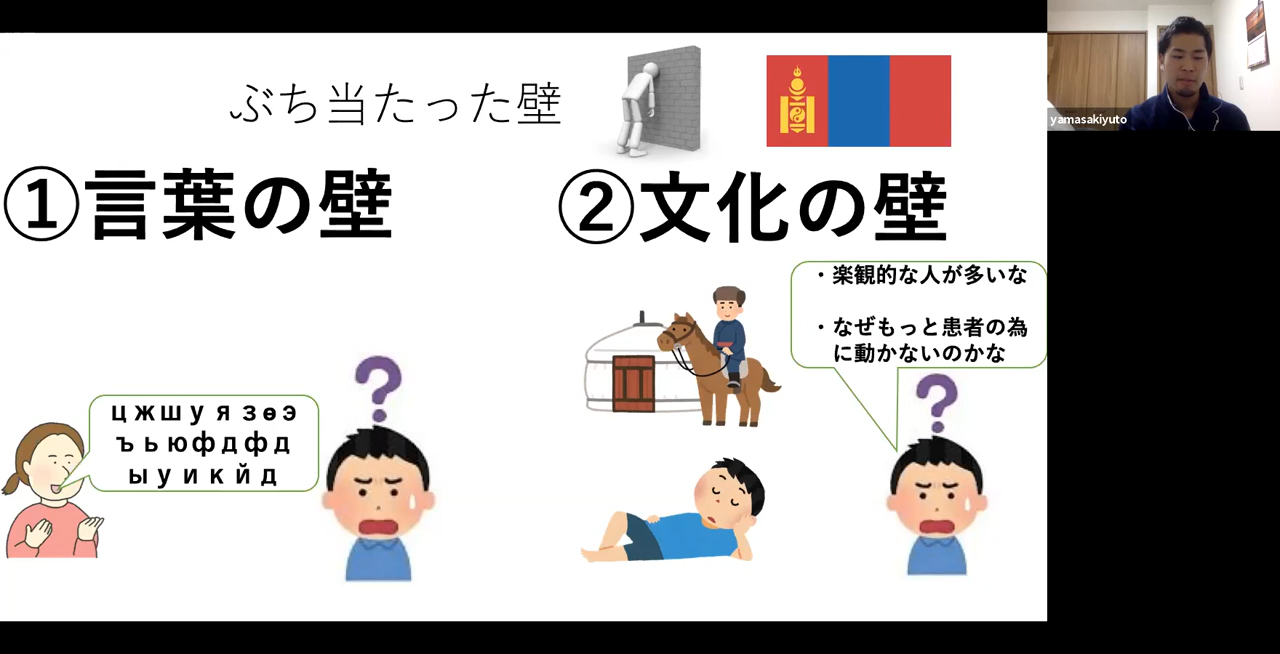 ぶち当たった壁
①言葉の壁
②文化の壁
・楽観的な人が多いな
・なぜもっと患者の為
に動かないのかな
ц ж ш у я з ө э
ъ ь ю ф д ф д
ы у и к й д
yamasakiyuto